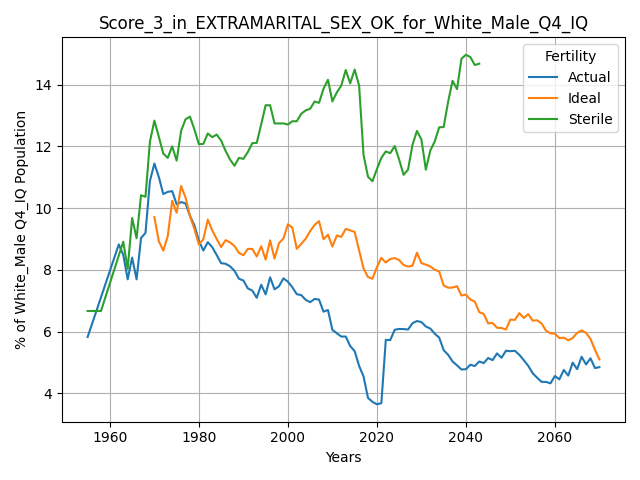 Score_3_in_EXTRAMARITAL_SEX_OK_for_White_Male_Q4_IQ
% of White_Male Q4_IQ Population
14
12
10
8
6
4
Fertility
Actual
Ideal
Sterile
1960 1980 2000 2020 2040 2060
Years